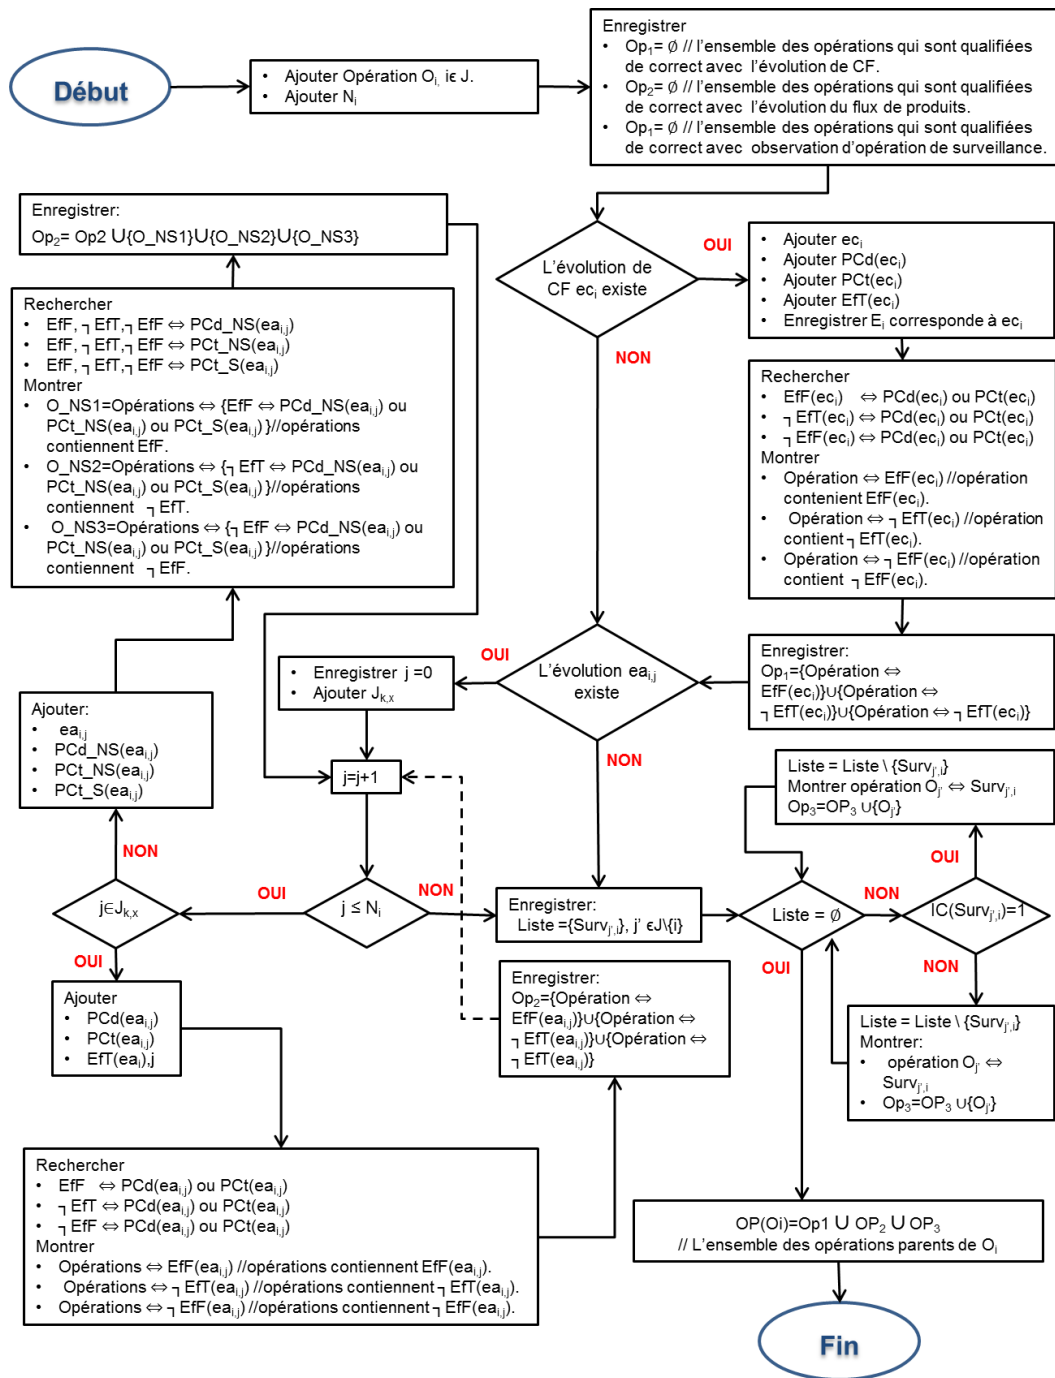 Début
• Ajouter Opération Oi, iϵ J.
• Ajouter Ni
Enregistrer
• Op1= ∅ // l'ensemble des opérations qui sont qualifiées
de correct avec l'évolution de CF.
• Op2= ∅ // l'ensemble des opérations qui sont qualifiées
de correct avec l'évolution du flux de produits.
• Op1= ∅ // l'ensemble des opérations qui sont qualifiées
de correct avec observation d'opération de surveillance.
L'évolution de
CF eci existe
OUI
NON
• Ajouter eci
• Ajouter PCd(eci)
• Ajouter PCt(eci)
• Ajouter EfT(eci)
• Enregistrer Ei corresponde à eci
Rechercher
• EfF(eci) ⇔ PCd(eci) ou PCt(eci)
• ┐EfT(eci) ⇔ PCd(eci) ou PCt(eci)
• ┐EfF(eci) ⇔ PCd(eci) ou PCt(eci)
Montrer
• Opération ⇔ EfF(eci) //opération
contenient EfF(eci).
• Opération ⇔ ┐EfT(eci) //opération
contient ┐EfT(eci).
• Opération ⇔ ┐EfF(eci) //opération
contient ┐EfF(eci).
Enregistrer:
Op1={Opération ⇔
EfF(eci)}∪{Opération ⇔
┐EfT(eci)}∪{Opération ⇔ ┐EfT(eci)}
L'évolution eai,j
existe
OUI
NON
• Enregistrer j =0
• Ajouter Jk,x
j=j+1
j ≤ Ni
OUI
NON
j∈Jk,x
NON
OUI
Ajouter:
• eai,j
• PCd_NS(eai,j)
• PCt_NS(eai,j)
• PCt_S(eai,j)
Rechercher
• EfF, ┐EfT,┐EfF ⇔ PCd_NS(eai,j)
• EfF, ┐EfT,┐EfF ⇔ PCt_NS(eai,j)
• EfF, ┐EfT,┐EfF ⇔ PCt_S(eai,j)
Montrer
• O_NS1=Opérations ⇔ {EfF ⇔ PCd_NS(eai,j) ou
PCt_NS(eai,j) ou PCt_S(eai,j) }//opérations
contiennent EfF.
• O_NS2=Opérations ⇔ {┐EfT ⇔ PCd_NS(eai,j) ou
PCt_NS(eai,j) ou PCt_S(eai,j) }//opérations
contiennent ┐EfT.
• O_NS3=Opérations ⇔ {┐EfF ⇔ PCd_NS(eai,j) ou
PCt_NS(eai,j) ou PCt_S(eai,j) }//opérations
contiennent ┐EfF.
Enregistrer:
Op2= Op2 ∪{O_NS1}∪{O_NS2}∪{O_NS3}
Ajouter
• PCd(eai,j)
• PCt(eai,j)
• EfT(eai),j
Rechercher
• EfF ⇔ PCd(eai,j) ou PCt(eai,j)
• ┐EfT ⇔ PCd(eai,j) ou PCt(eai,j)
• ┐EfF ⇔ PCd(eai,j) ou PCt(eai,j)
Montrer
• Opérations ⇔ EfF(eai,j) //opérations contiennent EfF(eai,j).
• Opérations ⇔ ┐EfT(eai,j) //opérations contiennent ┐EfT(eai,j).
• Opérations ⇔ ┐EfF(eai,j) //opérations contiennent ┐EfF(eai,j).
Enregistrer:
Op2={Opération ⇔
EfF(eai,j)}∪{Opération ⇔
┐EfT(eai,j)}∪{Opération ⇔
┐EfT(eai,j)}
Enregistrer:
Liste ={Survj',i}, j' ϵJ\{i}
Liste = ∅
NON
OUI
IC(Survj',i)=1
OUI
NON
Liste = Liste \ {Survj',i}
Montrer opération Oj' ⇔ Survj',i
Op3=OP3 ∪{Oj'}
Liste = Liste \ {Survj',i}
Montrer:
• opération Oj' ⇔
Survj',i
• Op3=OP3 ∪{Oj'}
OP(Oi)=Op1 ∪ OP2 ∪ OP3
// L'ensemble des opérations parents de Oi
Fin